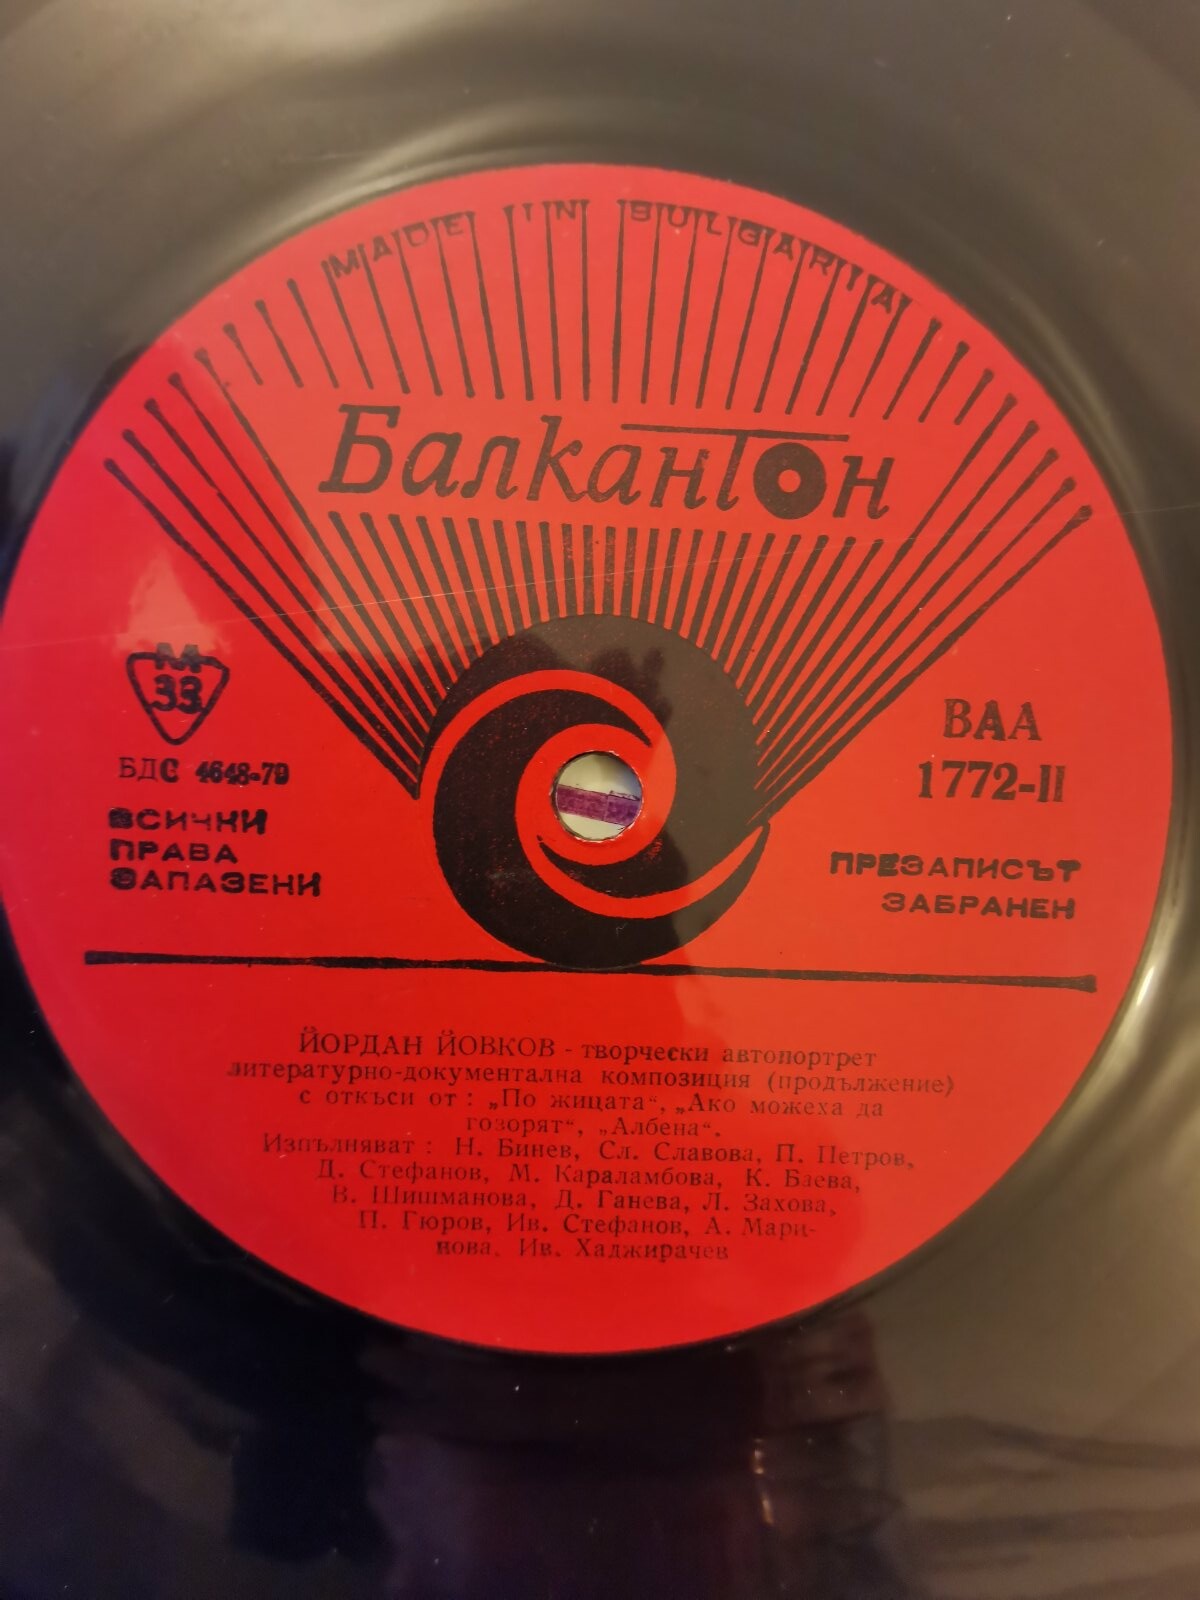 MADE IN BULGARIA
Балкантон
М
33
БДС 4648-70
ВСИЧКИ
ПРАВА
ЗАПАЗЕНИ
ВАА
1772-II
ПРЕЗАПИСЪТ
ЗАБРАНЕН
ЙОРДАН ЙОВКОВ - творчески автопортрет
литературно-документална композиция (продължение)
с откъси от : „По жицата“, „Ако можеха да
говорят“, „Албена“.
Изпълняват : Н. Бинев, Сл. Славова, П. Петров,
Д. Стефанов, М. Караламбова, К. Баева,
В. Шишманова, Д. Ганева, Л. Захова,
П. Гюров, Ив. Стефанов, А. Мари-
нова, Ив. Хаджирачев